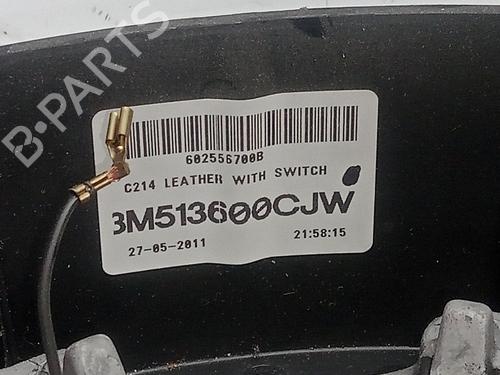 B-PARTS
602556700B
C214 LEATHER WITH SWITCH
3M513600CJW
27-05-2011 21:58:15